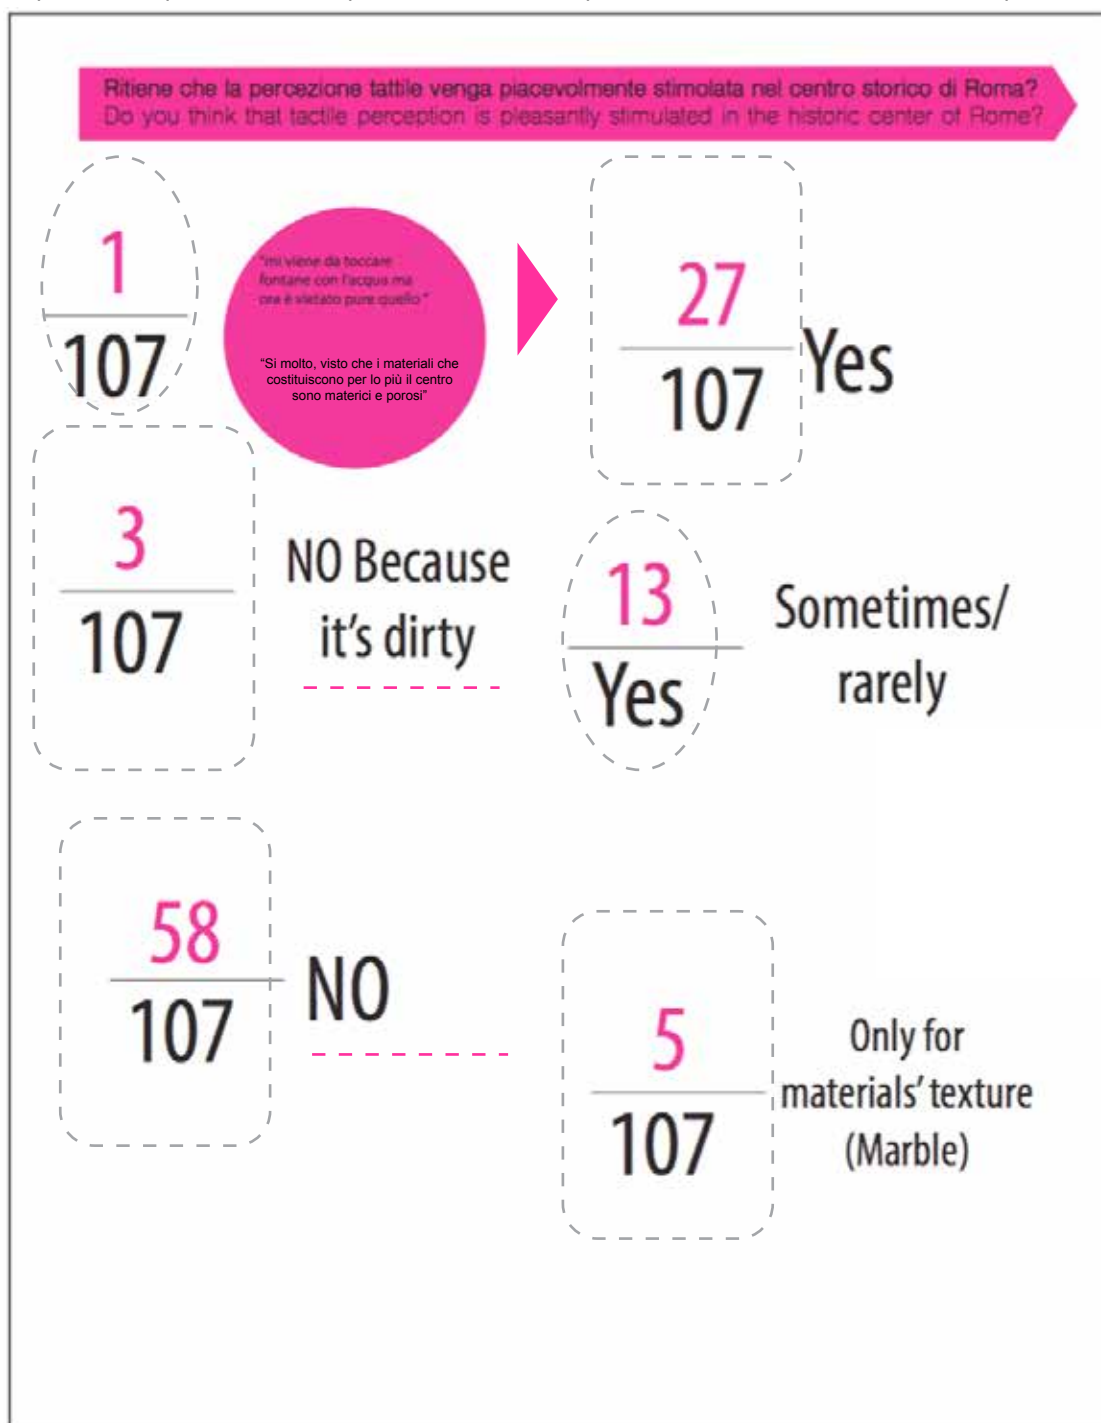 Ritiene che la percezione tattile venga piacevolmente stimolata nel centro storico di Roma?
Do you think that tactile perception is pleasantly stimulated in the historic center of Rome?
1
107
"mi viene da toccare
fontane con l'acqua ma
ora è vietato pure quello "
"Si molto, visto che i materiali che
costituiscono per lo più il centro
sono materici e porosi"
27
107
Yes
3
107
NO Because
it's dirty
13
Yes
Sometimes/
rarely
58
107
NO
5
107
Only for
materials' texture
(Marble)